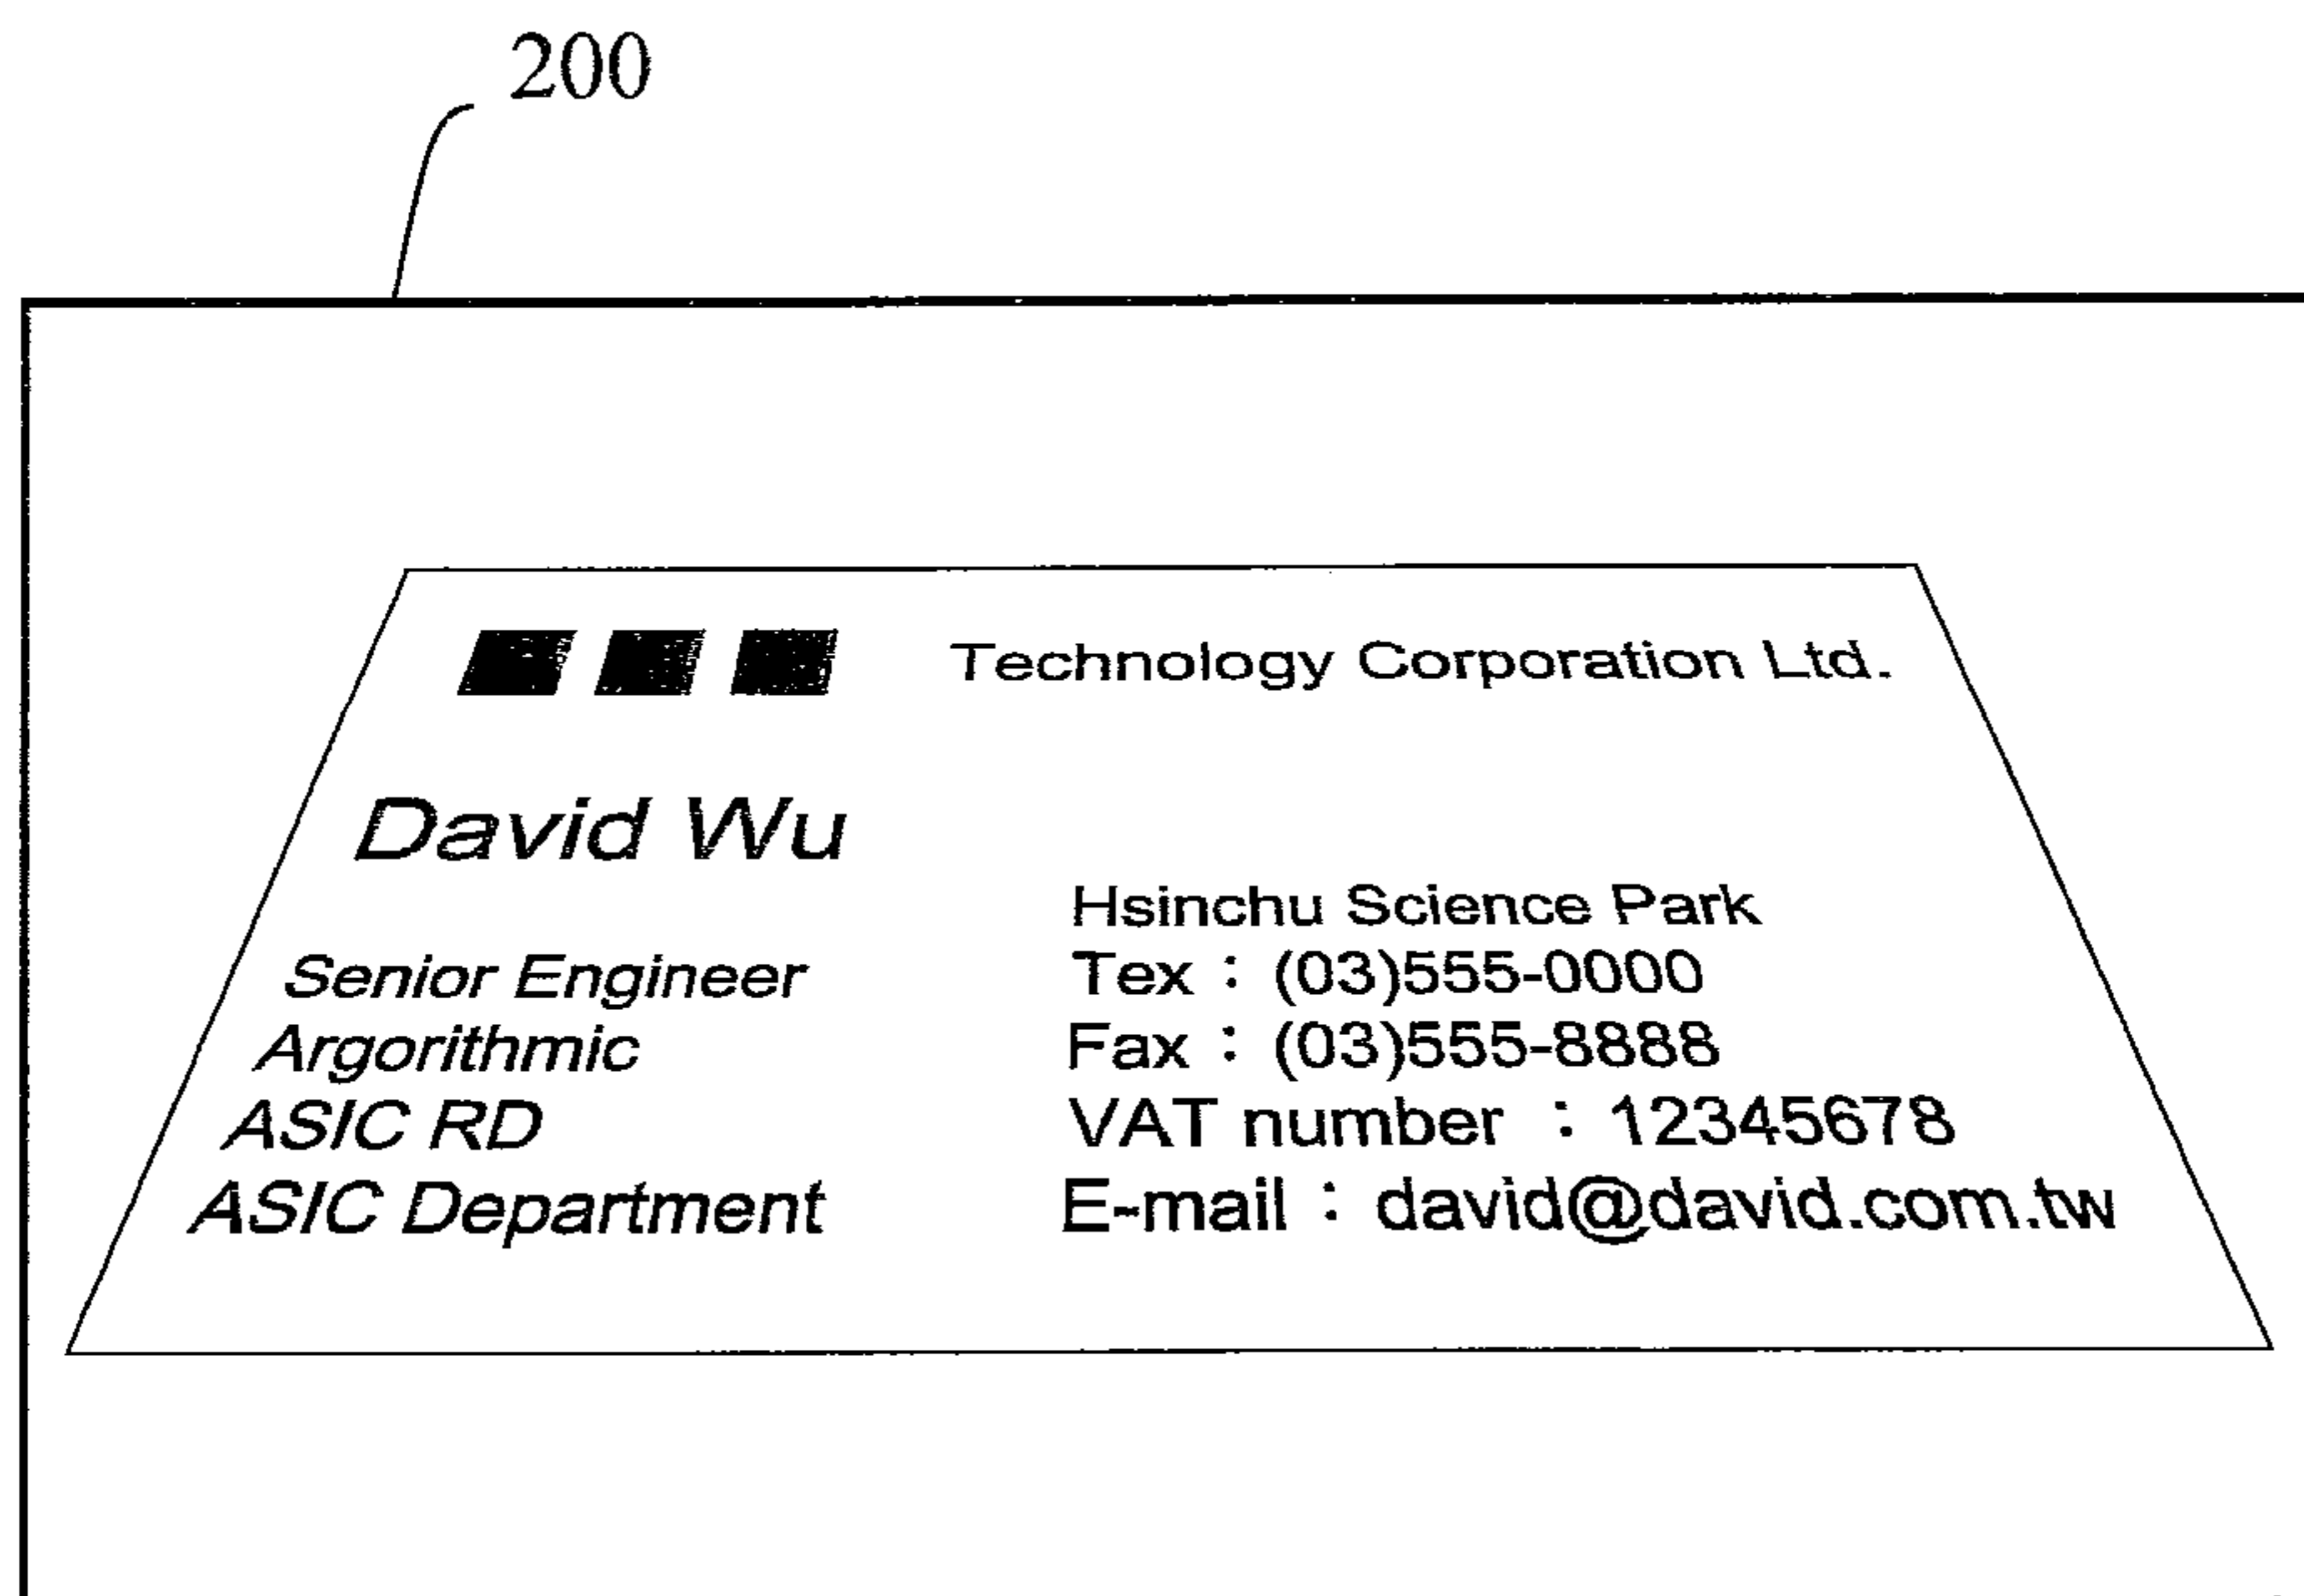 200
Technology Corporation Ltd.
David Wu
Senior Engineer
Argorithmic
ASIC RD
ASIC Department
Hsinchu Science Park
Tex : (03)555-0000
Fax : (03)555-8888
VAT number : 12345678
E-mail : david@david.com.tw